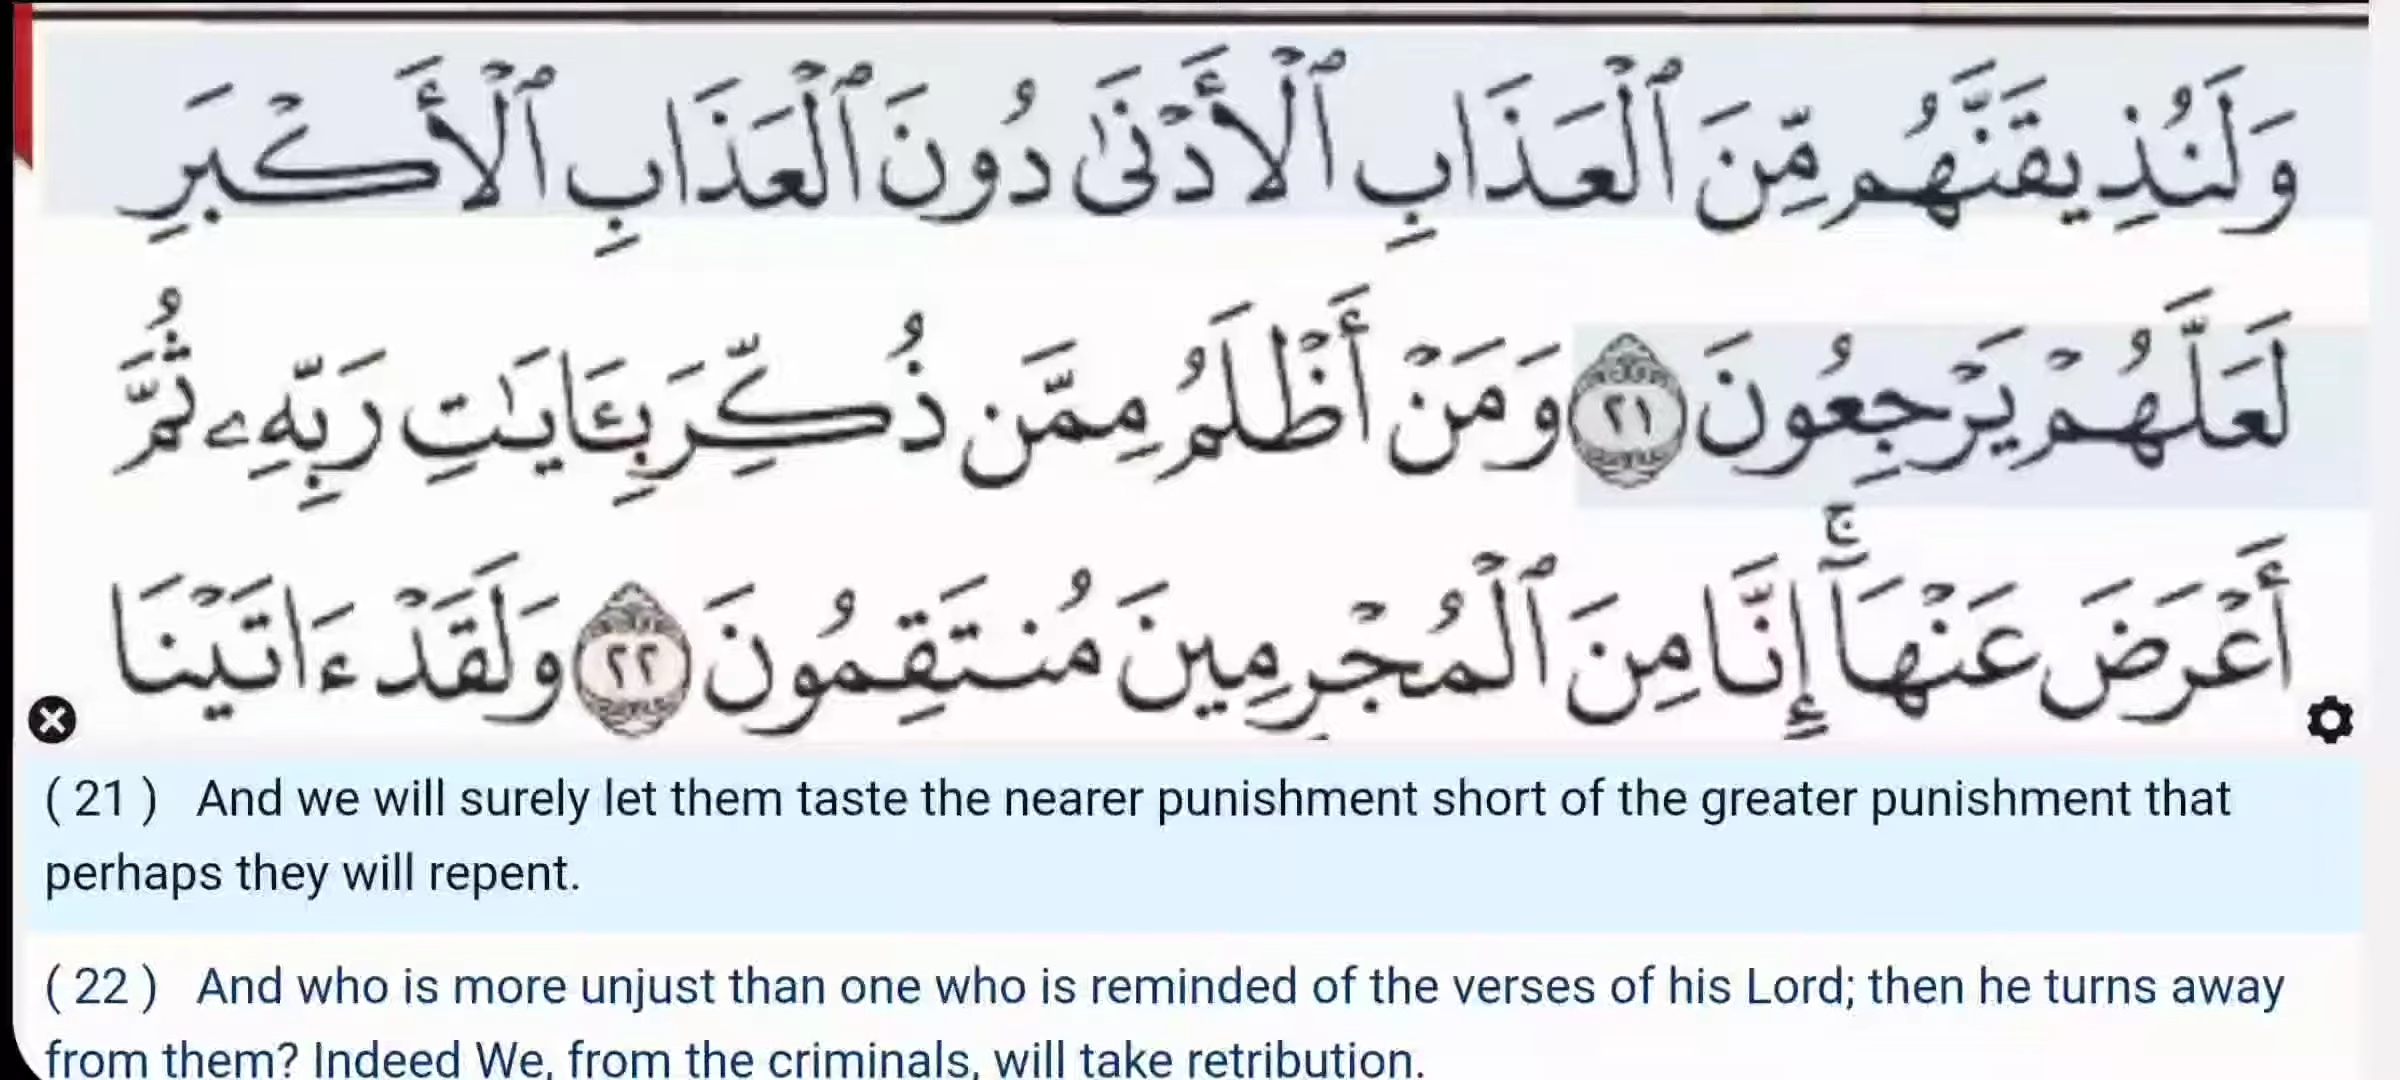 وَلَنُذِيقَنَّهُم مِّنَ ٱلْعَذَابِ ٱلْأَدْنَىٰ دُونَ ٱلْعَذَابِ ٱلْأَكْبَرِ
لَعَلَّهُمْ يَرْجِعُونَ ٢١ وَمَنْ أَظْلَمُ مِمَّن ذُكِّرَ بِـَٔايَـٰتِ رَبِّهِۦ ثُمَّ
أَعْرَضَ عَنْهَآ ۚ إِنَّا مِنَ ٱلْمُجْرِمِينَ مُنتَقِمُونَ ٢٢ وَلَقَدْ ءَاتَيْنَا
( 21 ) And we will surely let them taste the nearer punishment short of the greater punishment that
perhaps they will repent.
( 22 ) And who is more unjust than one who is reminded of the verses of his Lord; then he turns away
from them? Indeed We, from the criminals, will take retribution.